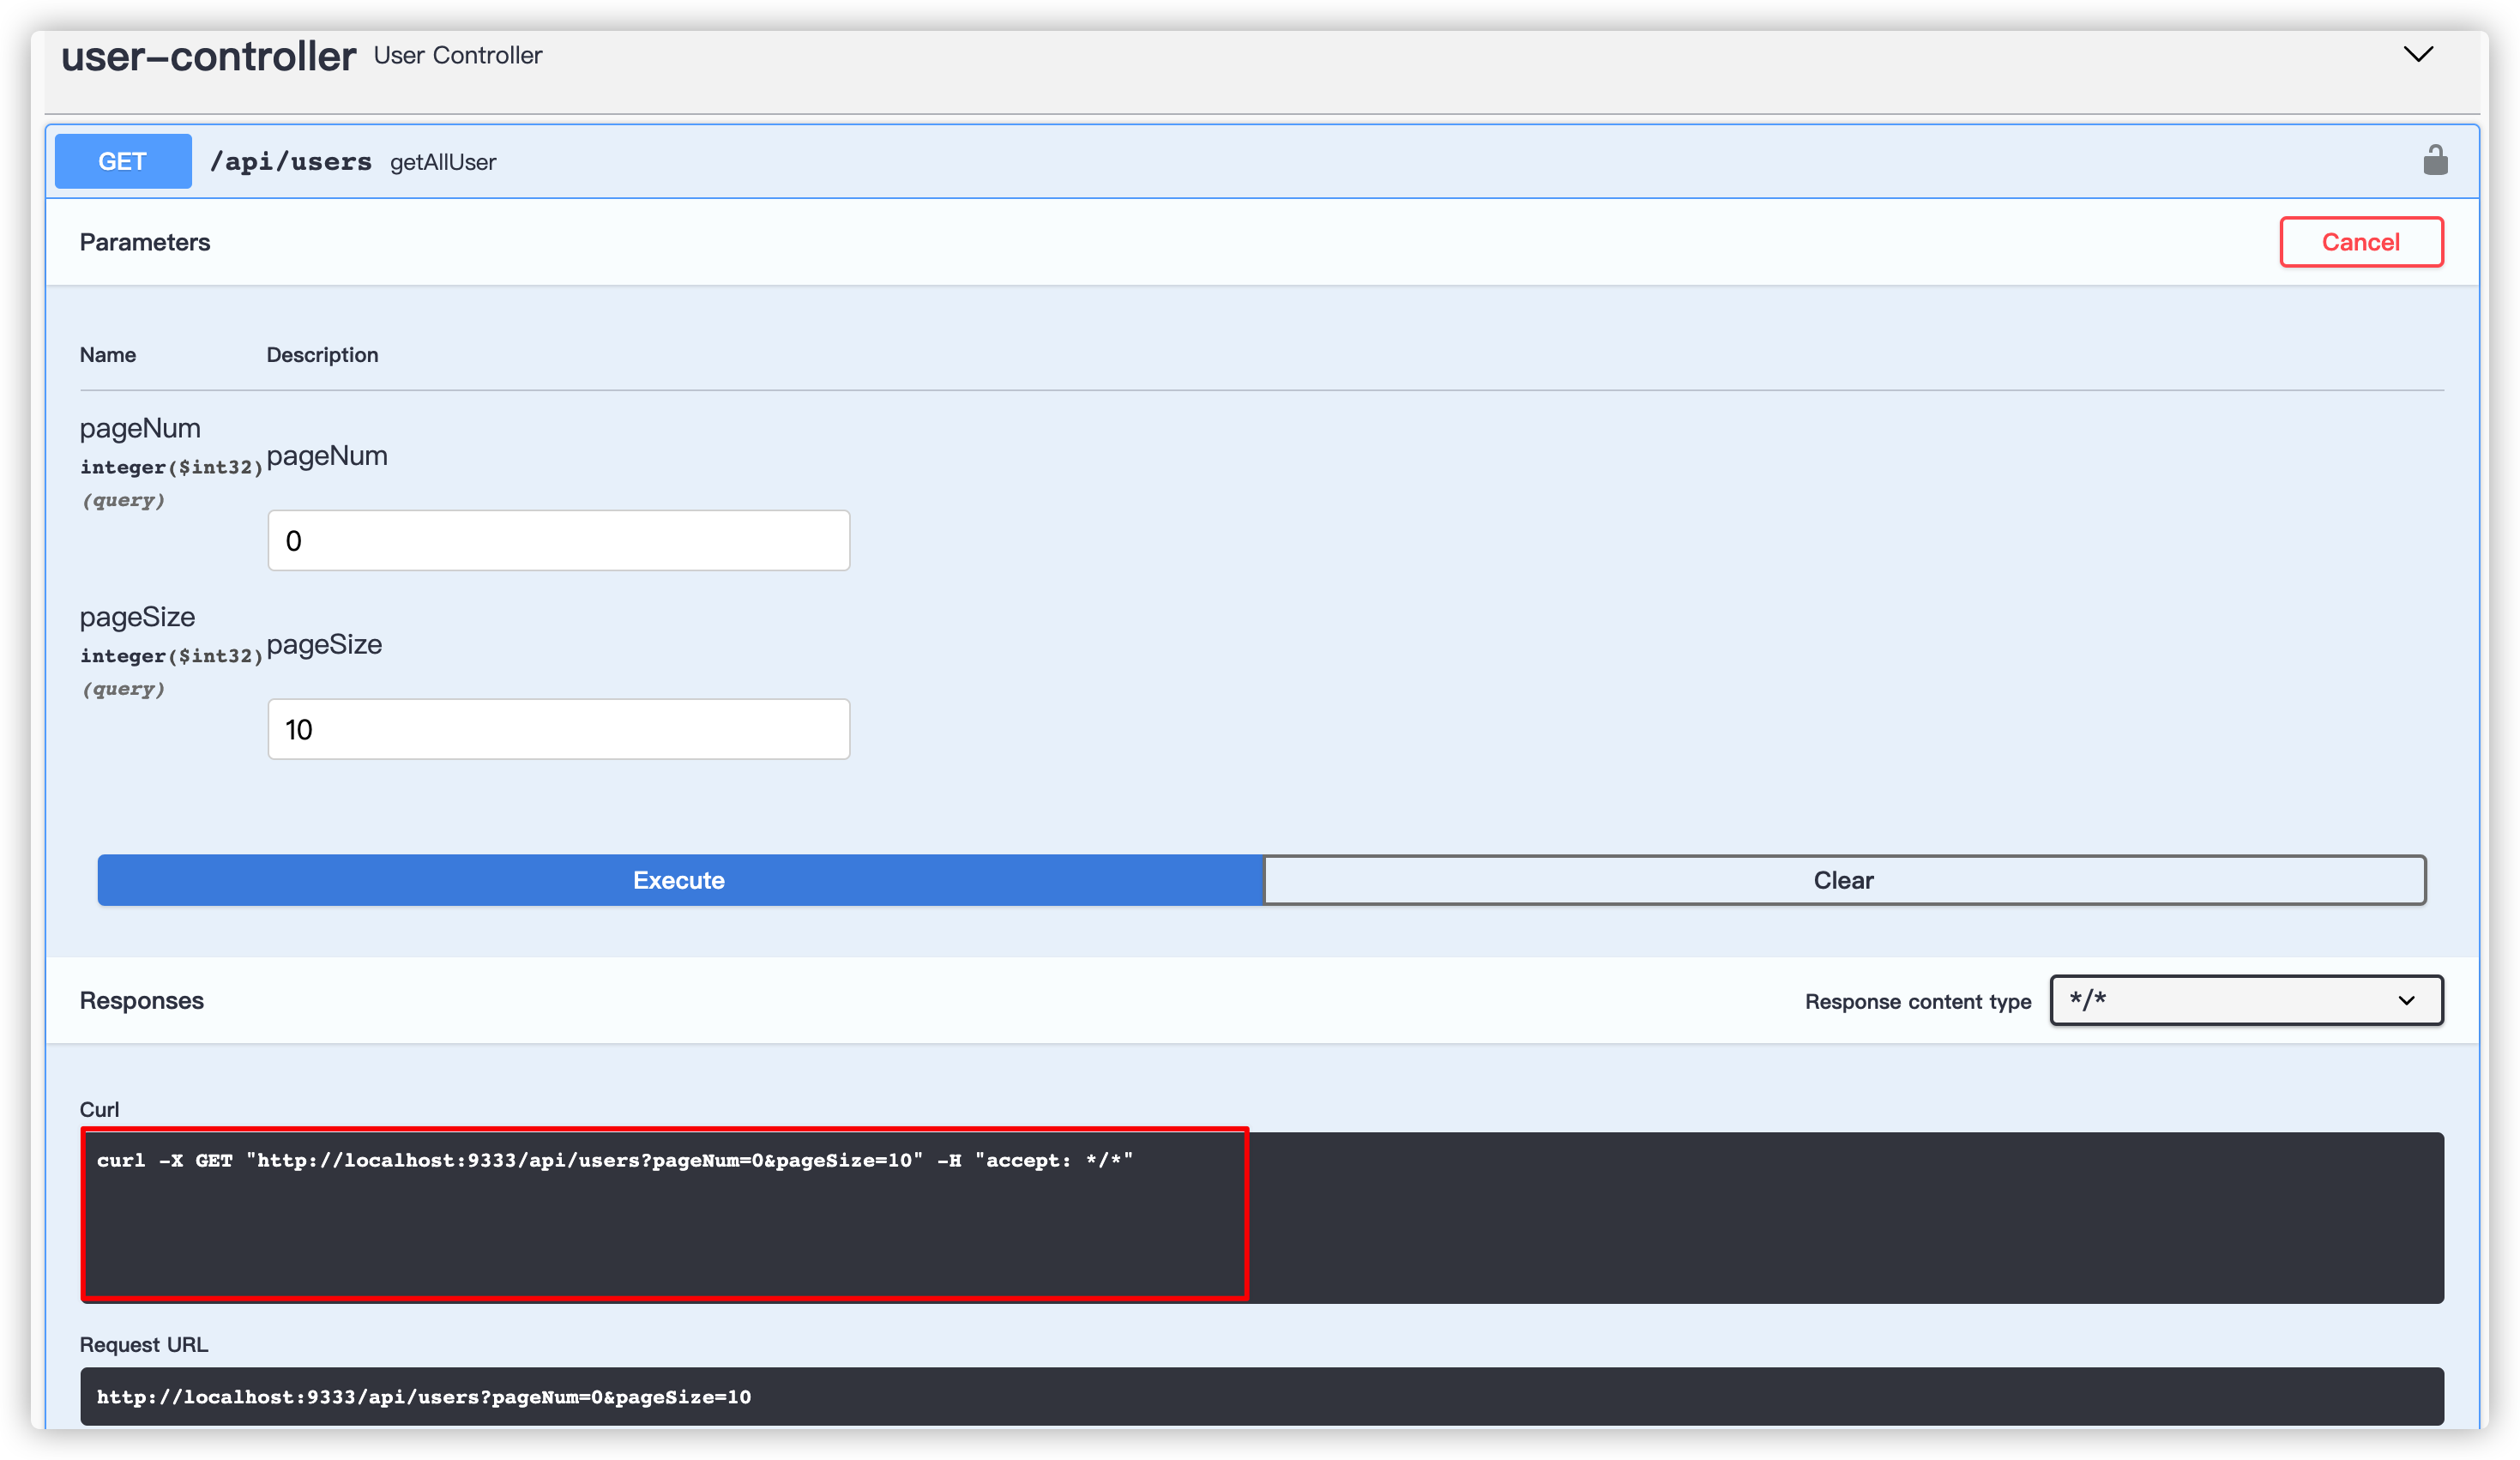 user-controller User Controller
GET /api/users getAllUser
Parameters
Cancel
Name Description
pageNum
integer($int32)
(query)
pageNum
0
pageSize
integer($int32)
(query)
pageSize
10
Execute Clear
Responses
Response content type */*
Curl
curl -X GET "http://localhost:9333/api/users?pageNum=0&pageSize=10" -H "accept: */*"
Request URL
http://localhost:9333/api/users?pageNum=0&pageSize=10